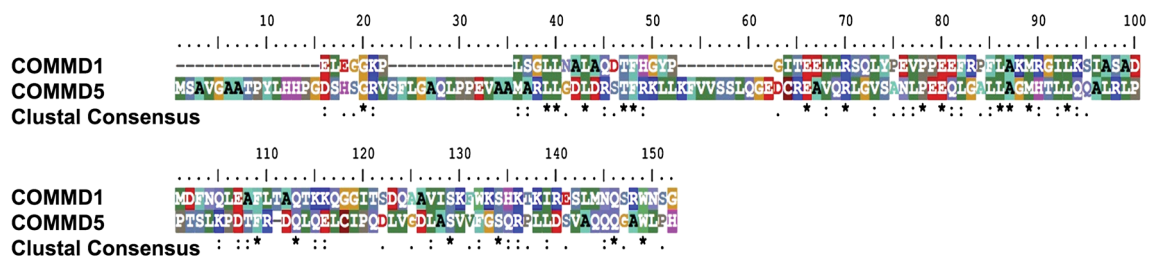 10 20 30 40 50 60 70 80 90 100
COMMD1 ---------------ELEGGKP-------------LSGLLNALAQDTFHGYP----------GITEELLRSQLYPEVPPEEFRPFLAKMRGILKSIASAD
COMMD5 MSAVGAATPYLHHPGDSHSGRVSFLGAQLPPEVAAMARLLGDLDRSTFRKLLKFVVSSLQGEDCREAVQRLGVSANLPEEQLGALLAGMHTLLQQALRLP
Clustal Consensus
110 120 130 140 150
COMMD1 MDFNQLEAFLTAQTKKQGGITSDQAAVISKFWKSHKTKIRESLMNQSRWNSG
COMMD5 PTSLKPDTFR-DQLQELCIPQDLVGDLASVVFGSQRPLLDSVAQQQGAWLPH
Clustal Consensus